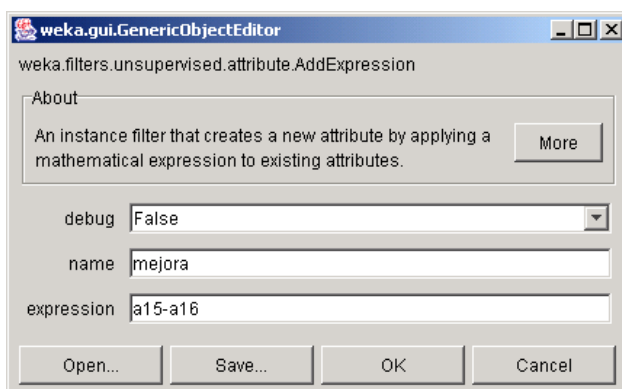 weka.gui.GenericObjectEditor
weka.filters.unsupervised.attribute.AddExpression
About
An instance filter that creates a new attribute by applying a
mathematical expression to existing attributes.
More
debug False
name mejora
expression a15-a16
Open... Save... OK Cancel